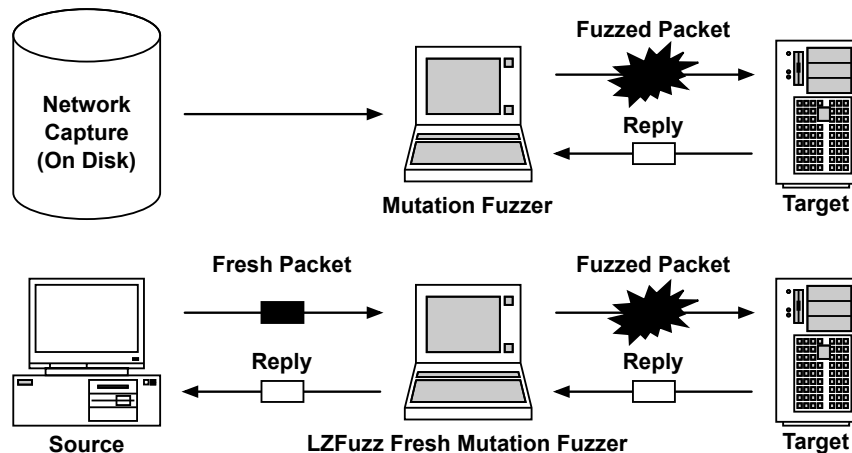 Fuzzed Packet
Network
Capture
(On Disk)
Reply
Mutation Fuzzer
Target
Fresh Packet
Fuzzed Packet
Reply
Reply
Source
LZFuzz Fresh Mutation Fuzzer
Target